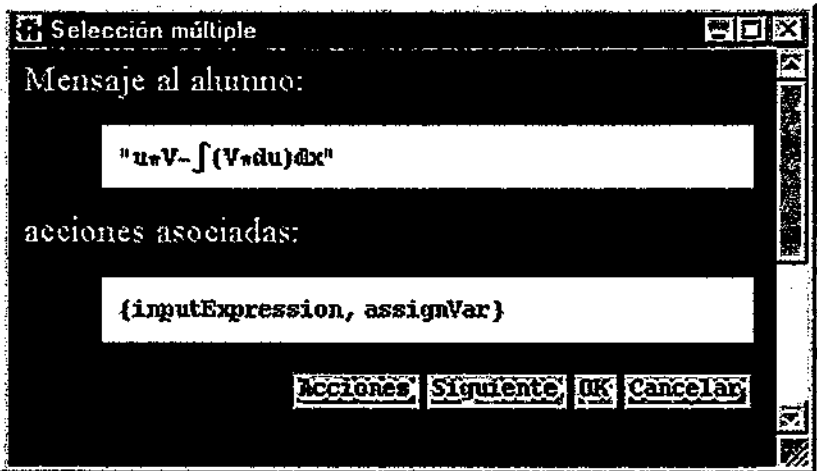 Selección múltiple
Mensaje al alumno:
"u*V-∫(V*du)dx"
acciones asociadas:
{inputExpression, assignVar}
Acciones Siguiente OK Cancelar